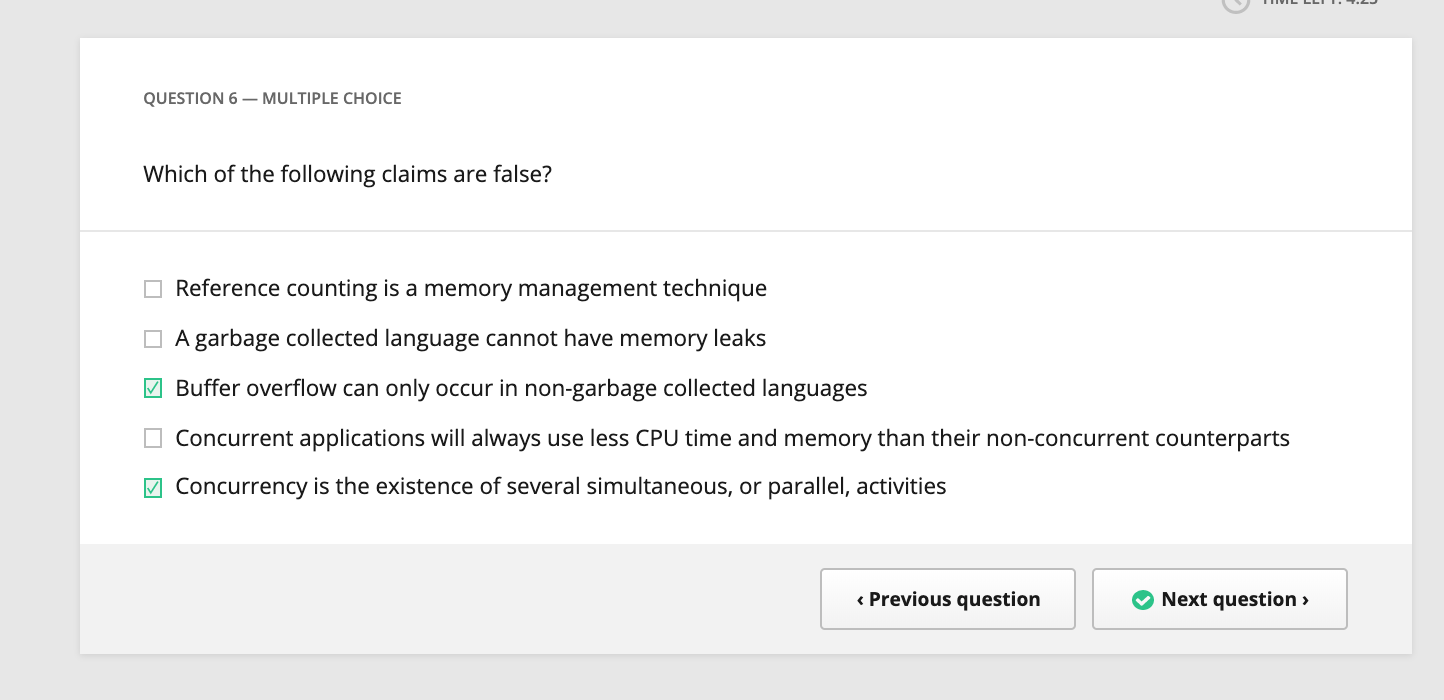 TIME LEFT: 4:25
QUESTION 6 — MULTIPLE CHOICE
Which of the following claims are false?
Reference counting is a memory management technique
A garbage collected language cannot have memory leaks
Buffer overflow can only occur in non-garbage collected languages
Concurrent applications will always use less CPU time and memory than their non-concurrent counterparts
Concurrency is the existence of several simultaneous, or parallel, activities
‹ Previous question
Next question ›